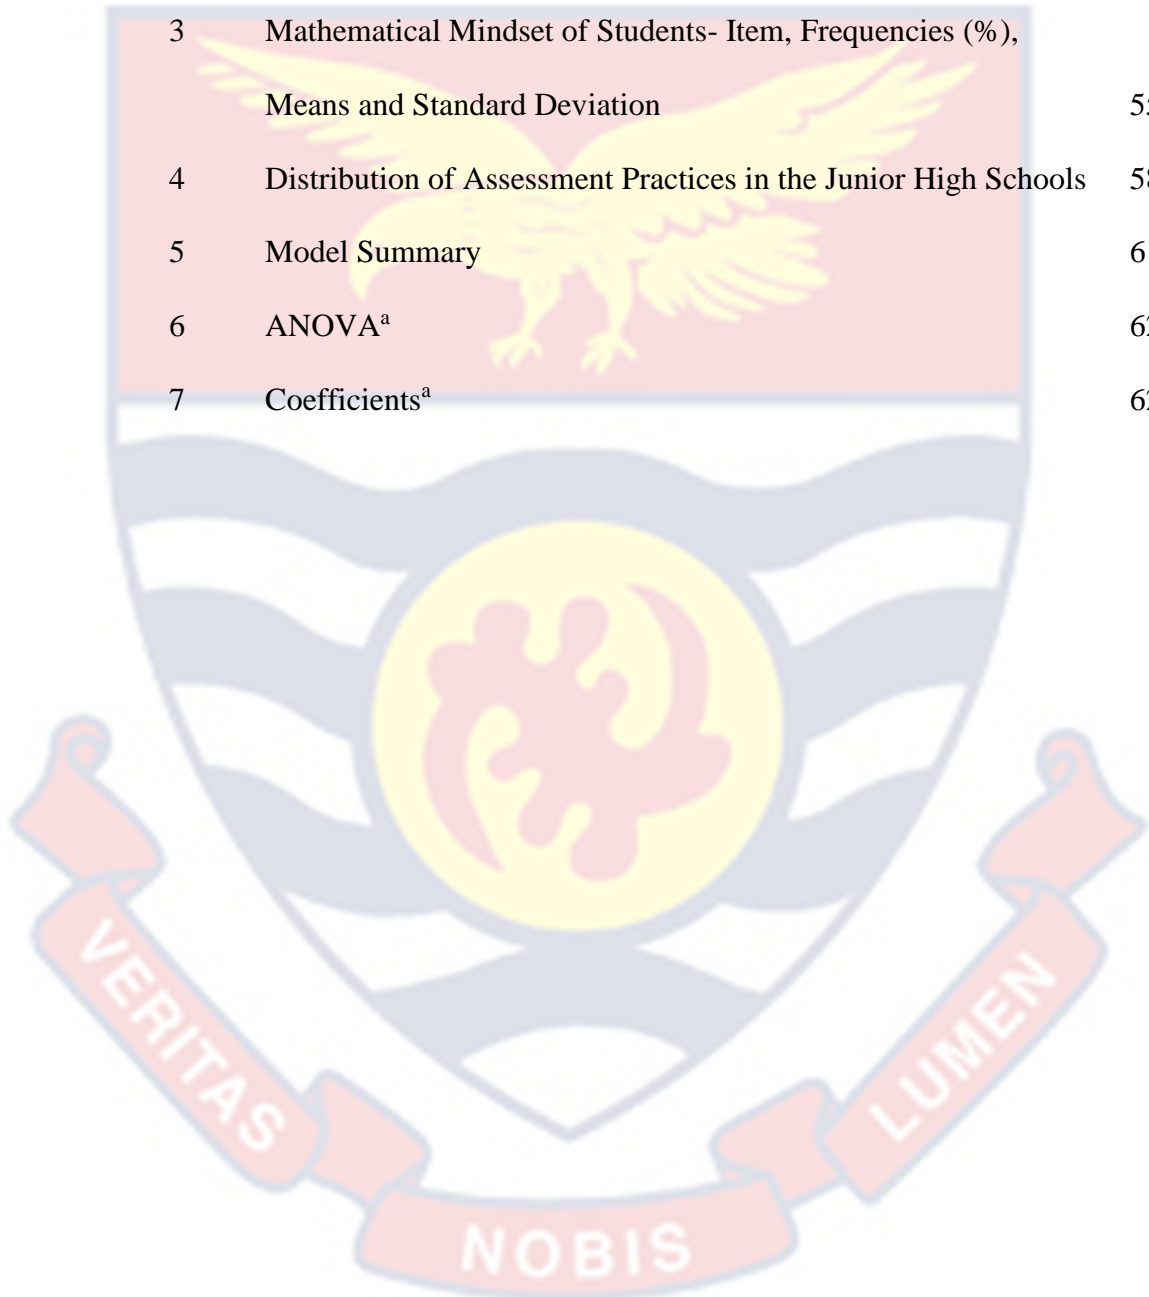 3 Mathematical Mindset of Students- Item, Frequencies (%),
Means and Standard Deviation
4 Distribution of Assessment Practices in the Junior High Schools
5 Model Summary
6 ANOVAᵃ
7 Coefficientsᵃ
VERITAS
NOBIS
LUMEN